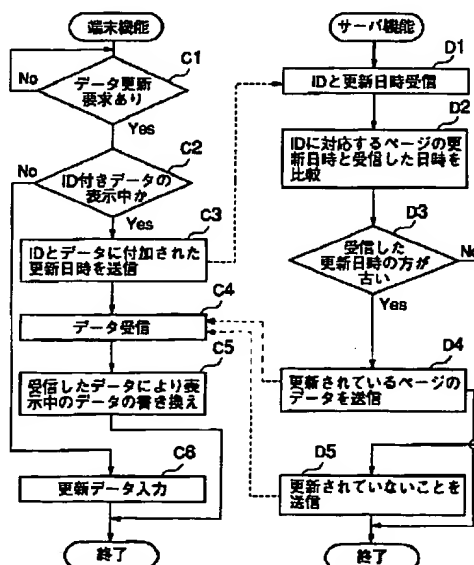 端末機能
C1
No
データ更新
要求あり
Yes
C2
No
ID付きデータの
表示中か
Yes
C3
IDとデータに付加された
更新日時を送信
C4
データ受信
C5
受信したデータにより表
示中のデータの書き換え
C6
更新データ入力
終了
サーバ機能
D1
IDと更新日時受信
D2
IDに対応するページの更
新日時と受信した日時を
比較
D3
受信した
更新日時の方が
古い
No
Yes
D4
更新されているページの
データを送信
D5
更新されていないことを
送信
終了